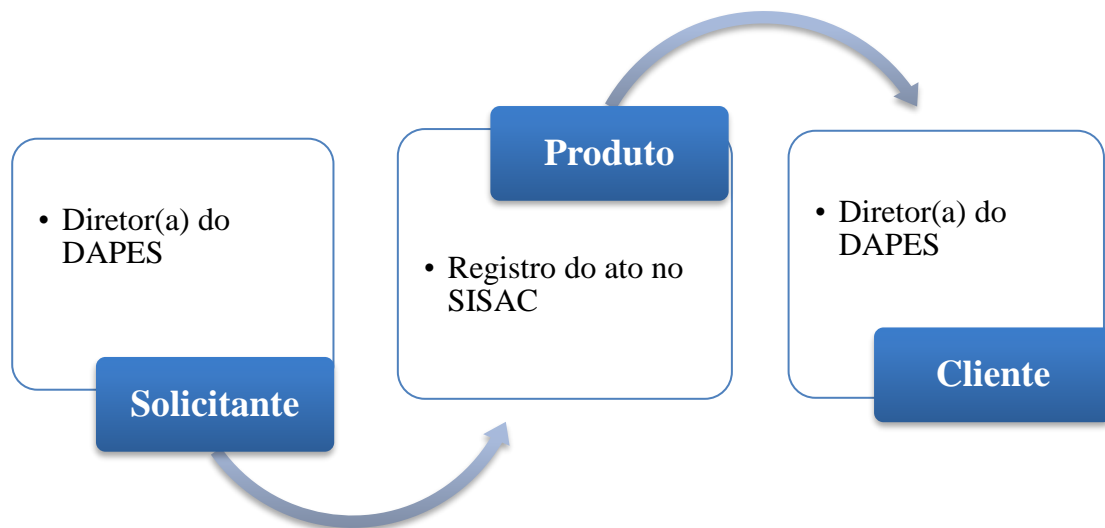 • Diretor(a) do
DAPES
Solicitante
Produto
• Registro do ato no
SISAC
• Diretor(a) do
DAPES
Cliente